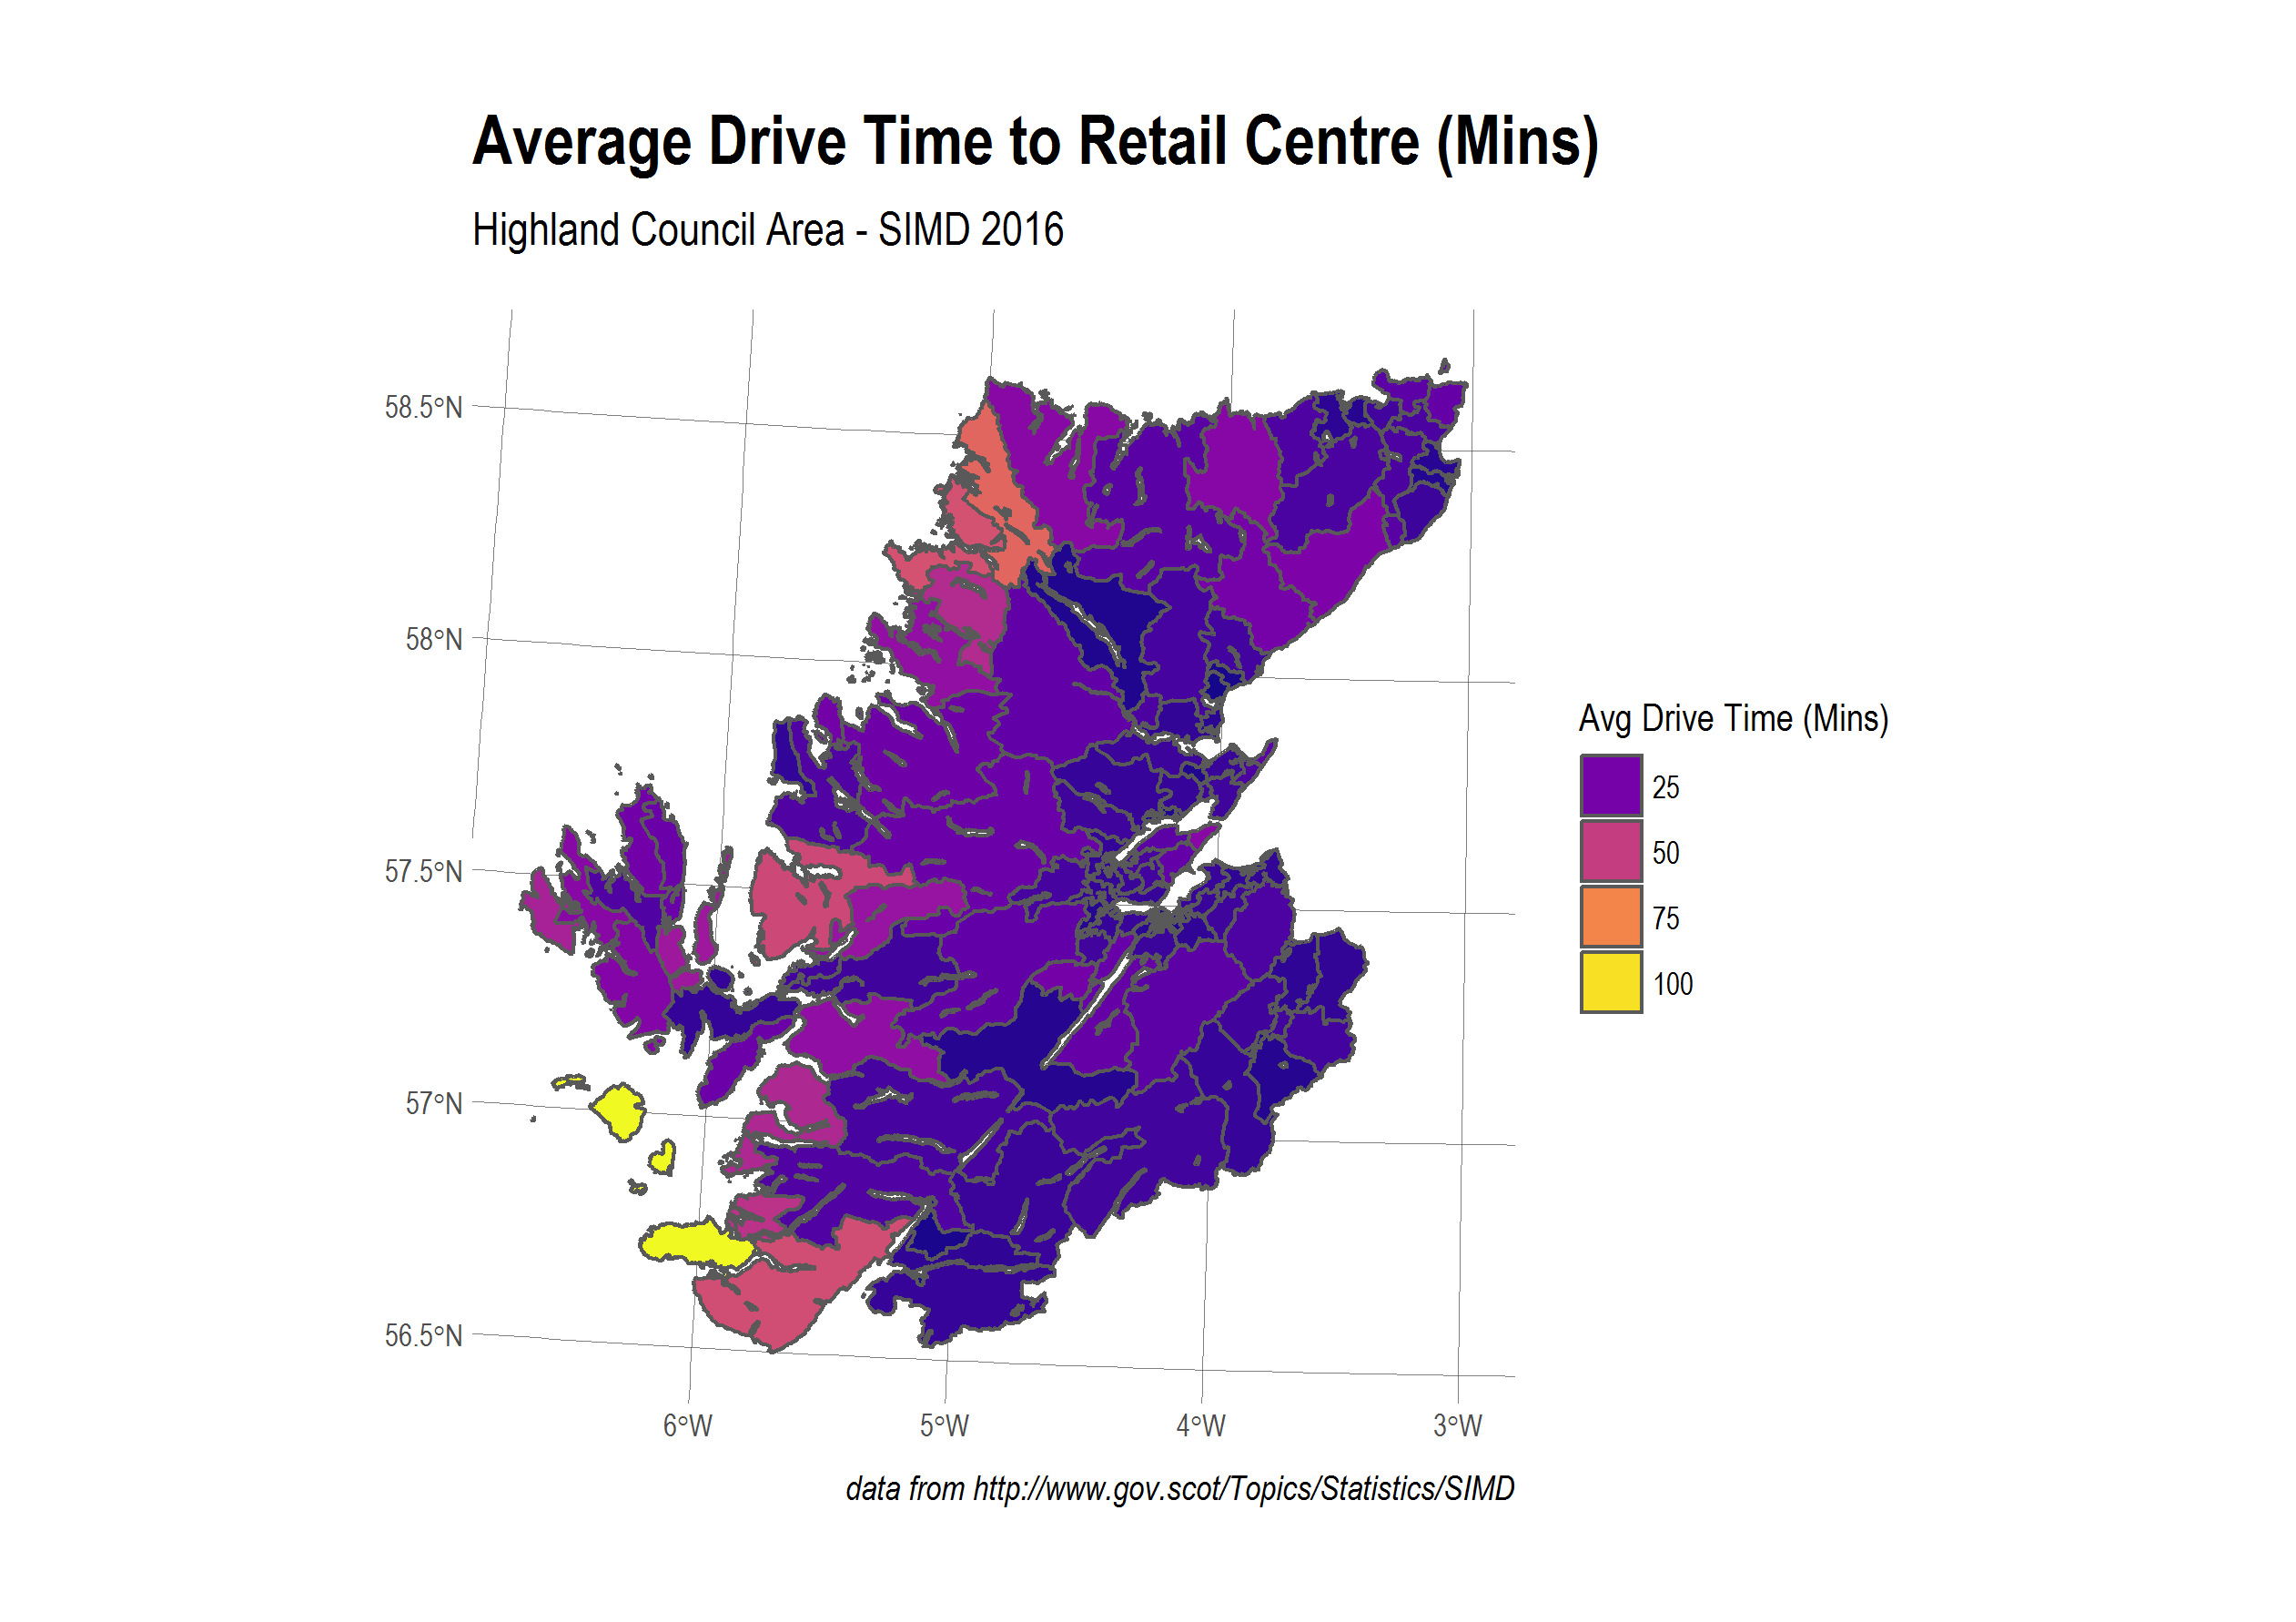 Average Drive Time to Retail Centre (Mins)
Highland Council Area - SIMD 2016
58.5°N
58°N
57.5°N
57°N
56.5°N
6°W
5°W
4°W
3°W
Avg Drive Time (Mins)
25
50
75
100
data from http://www.gov.scot/Topics/Statistics/SIMD